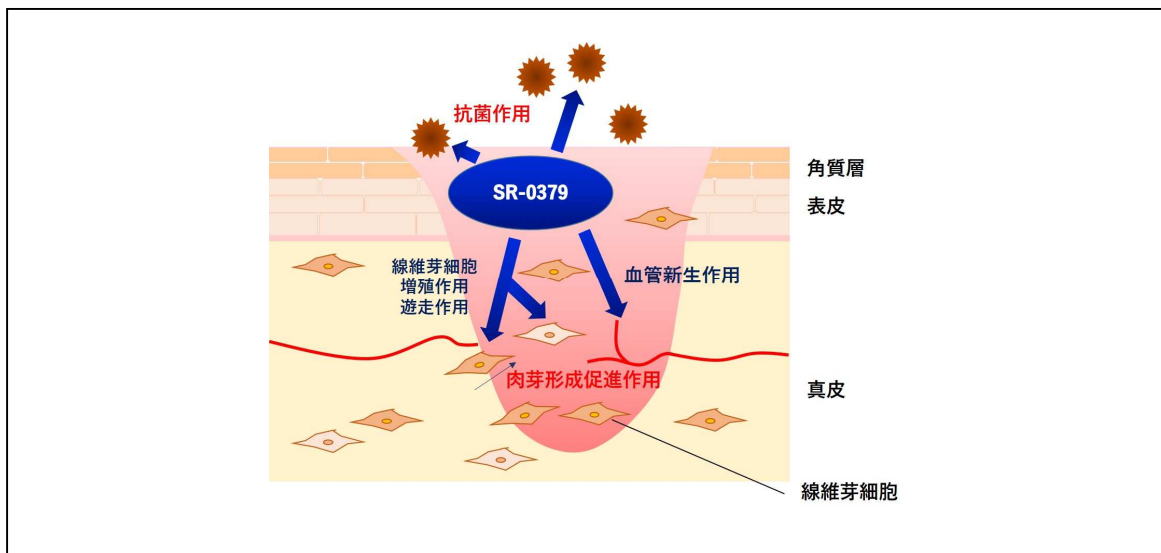 抗菌作用
SR-0379
角質層
表皮
線維芽細胞
増殖作用
遊走作用
血管新生作用
肉芽形成促進作用
真皮
線維芽細胞